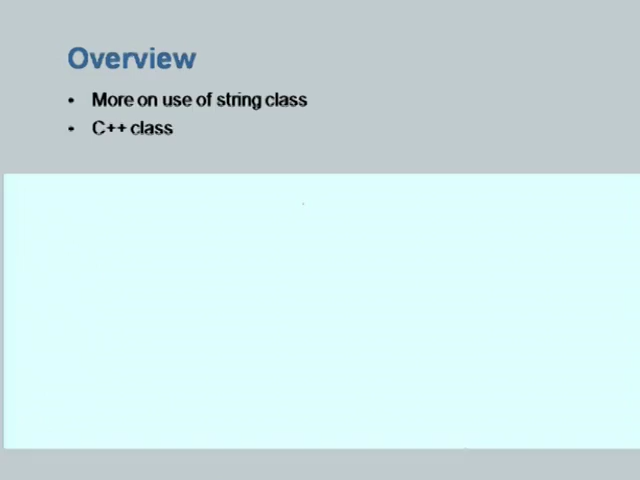 Overview
• More on use of string class
• C++ class